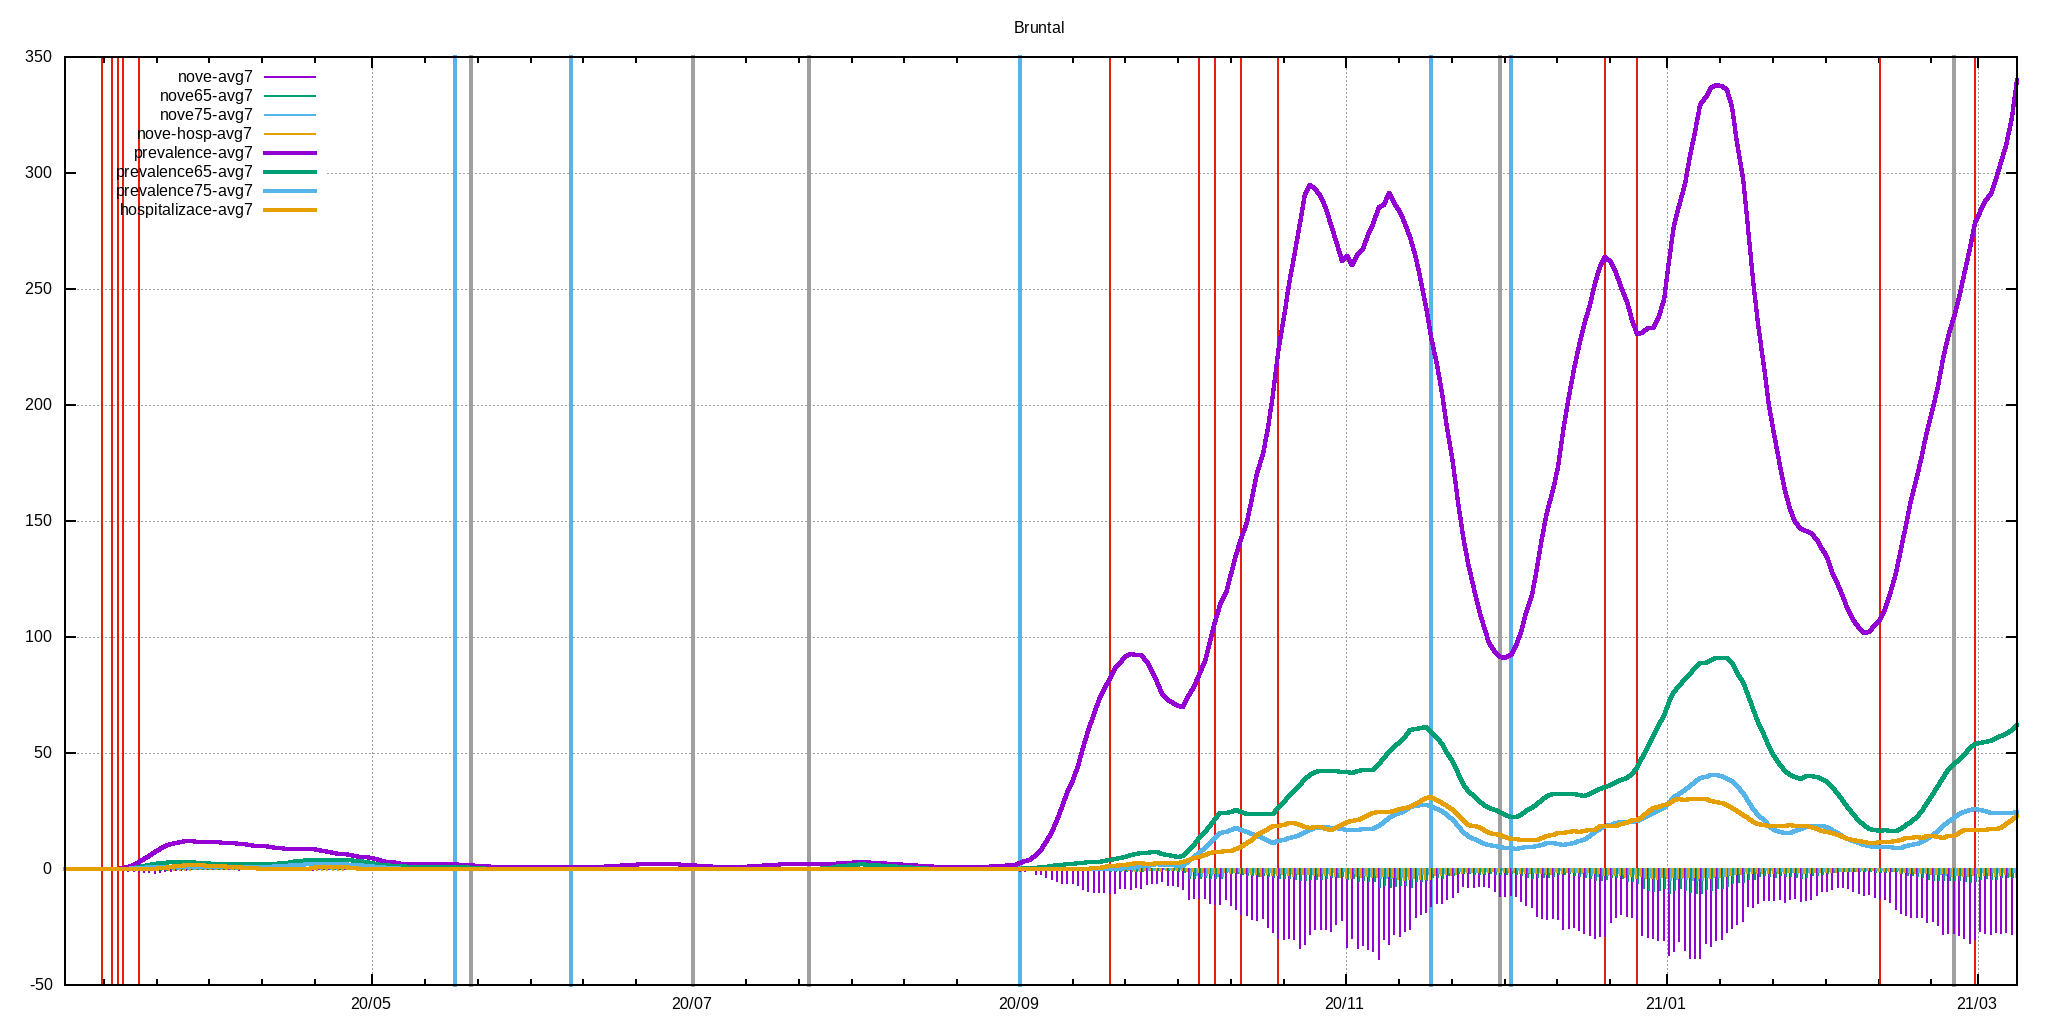 Bruntal
350
300
250
200
150
100
50
0
-50
nove-avg7
nove65-avg7
nove75-avg7
nove-hosp-avg7
prevalence-avg7
prevalence65-avg7
prevalence75-avg7
hospitalizace-avg7
20/05
20/07
20/09
20/11
21/01
21/03